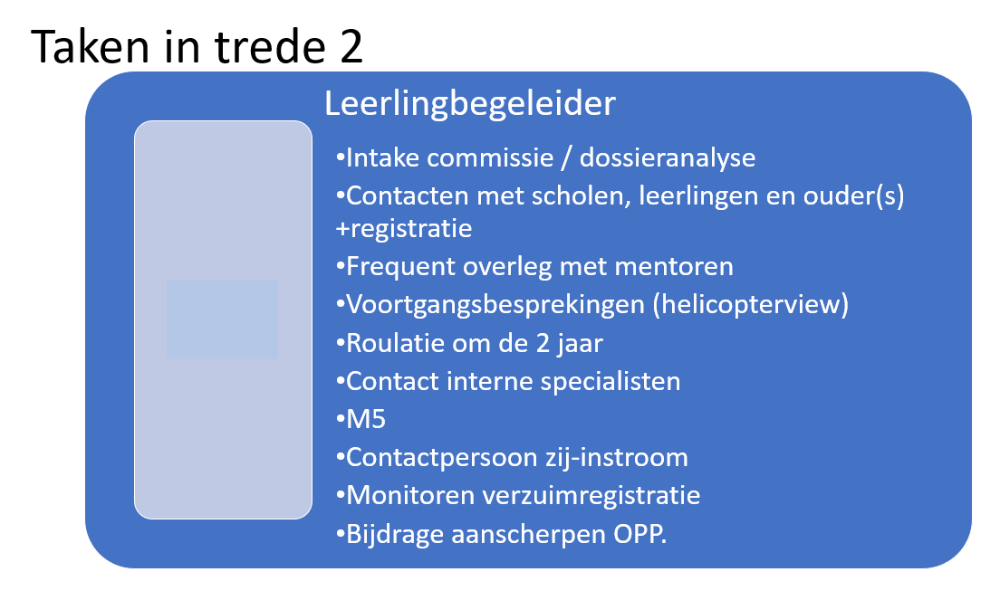 Taken in trede 2
Leerlingbegeleider
•Intake commissie / dossieranalyse
•Contacten met scholen, leerlingen en ouder(s)
+registratie
•Frequent overleg met mentoren
•Voortgangsbesprekingen (helicopterview)
•Roulatie om de 2 jaar
•Contact interne specialisten
•M5
•Contactpersoon zij-instroom
•Monitoren verzuimregistratie
•Bijdrage aanscherpen OPP.